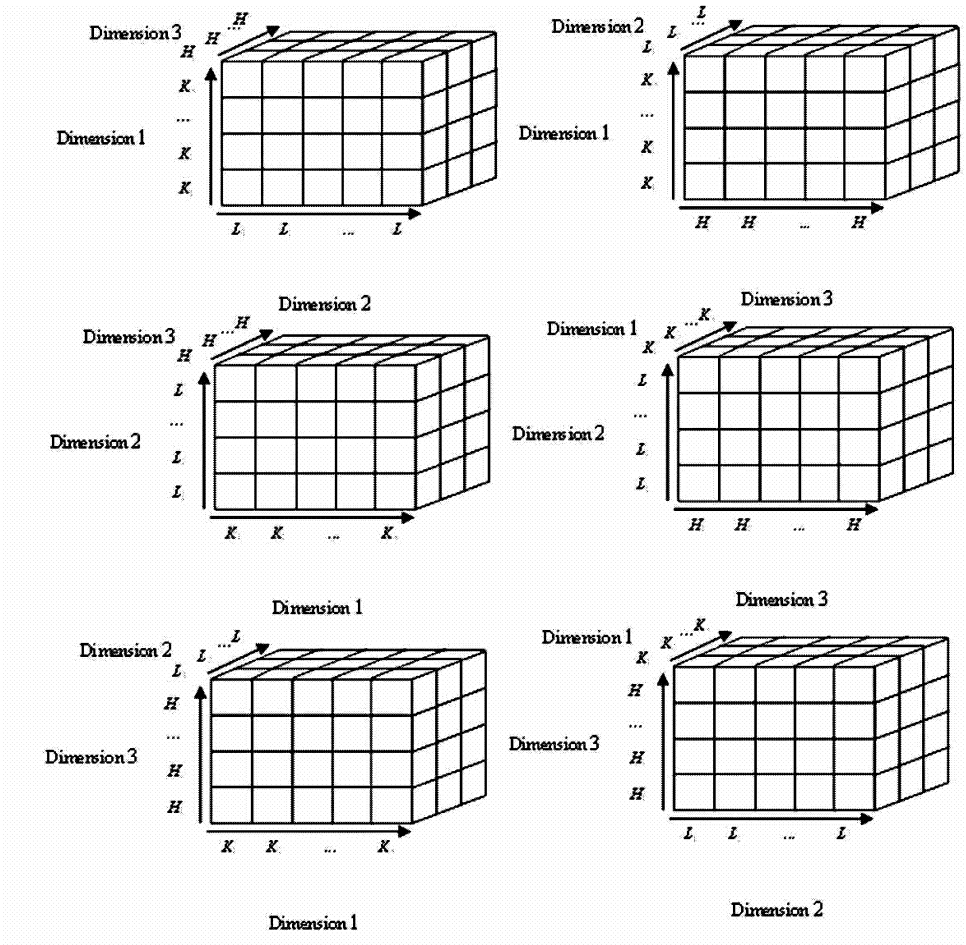 Dimension 3 H H ...H
K
...
Dimension 1
K
K
L L ... L
Dimension 2
Dimension 2 L L ...L
K
...
Dimension 1
K
K
H H ... H
Dimension 3
Dimension 3 H H ...H
L
...
Dimension 2
L
L
K K ... K
Dimension 1
Dimension 1 K K ...K
L
...
Dimension 2
L
L
H H ... H
Dimension 3
Dimension 2 L L ...L
H
...
Dimension 3
H
H
K K ... K
Dimension 1
Dimension 1 K K ...K
H
...
Dimension 3
H
H
L L ... L
Dimension 2